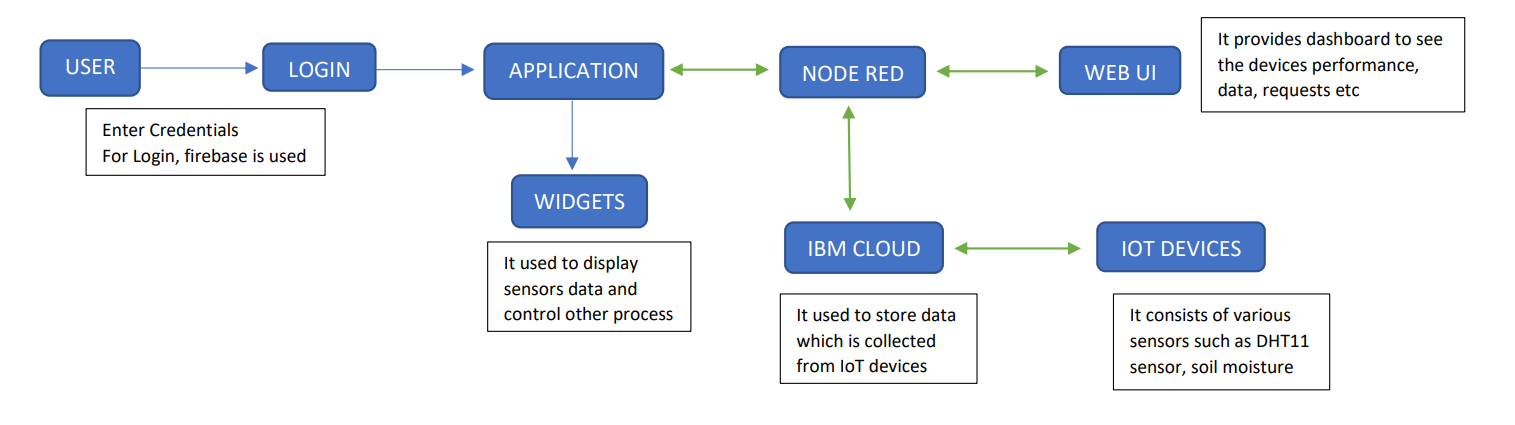 USER
LOGIN
APPLICATION
NODE RED
WEB UI
It provides dashboard to see
the devices performance,
data, requests etc
Enter Credentials
For Login, firebase is used
WIDGETS
It used to display
sensors data and
control other process
IBM CLOUD
IOT DEVICES
It used to store data
which is collected
from IoT devices
It consists of various
sensors such as DHT11
sensor, soil moisture